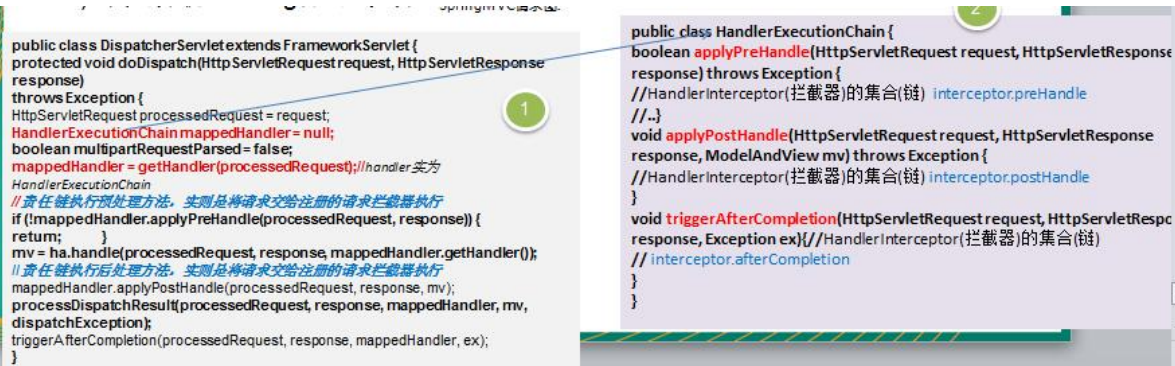 SpringMVC请求图.
1
public class DispatcherServlet extends FrameworkServlet {
protected void doDispatch(HttpServletRequest request, HttpServletResponse
response)
throws Exception {
HttpServletRequest processedRequest = request;
HandlerExecutionChain mappedHandler = null;
boolean multipartRequestParsed = false;
mappedHandler = getHandler(processedRequest);//handler实为
HandlerExecutionChain
//责任链执行预处理方法，实则是将请求交给注册的请求拦截器执行
if (!mappedHandler.applyPreHandle(processedRequest, response)) {
return; }
mv = ha.handle(processedRequest, response, mappedHandler.getHandler());
//责任链执行后处理方法，实则是将请求交给注册的请求拦截器执行
mappedHandler.applyPostHandle(processedRequest, response, mv);
processDispatchResult(processedRequest, response, mappedHandler, mv,
dispatchException);
triggerAfterCompletion(processedRequest, response, mappedHandler, ex);
}
2
public class HandlerExecutionChain {
boolean applyPreHandle(HttpServletRequest request, HttpServletResponse
response) throws Exception {
//HandlerInterceptor(拦截器)的集合(链) interceptor.preHandle
//..}
void applyPostHandle(HttpServletRequest request, HttpServletResponse
response, ModelAndView mv) throws Exception {
//HandlerInterceptor(拦截器)的集合(链) interceptor.postHandle
}
void triggerAfterCompletion(HttpServletRequest request, HttpServletRespo
response, Exception ex){//HandlerInterceptor(拦截器)的集合(链)
// interceptor.afterCompletion
}
}